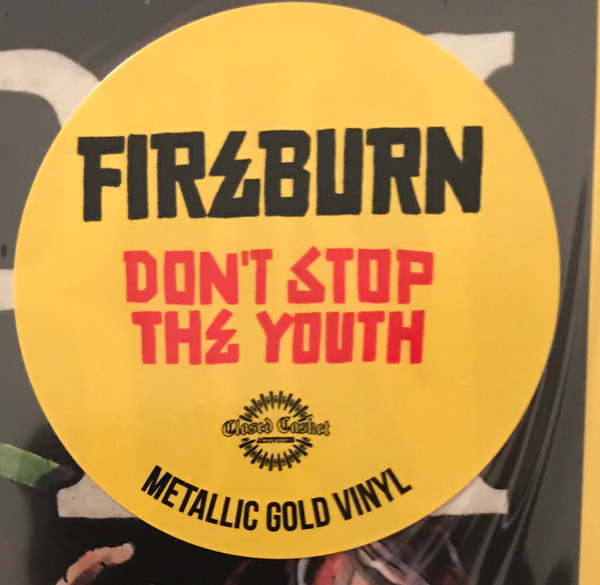 FIREBURN
DON'T STOP
THE YOUTH
Closed Casket
METALLIC GOLD VINYL